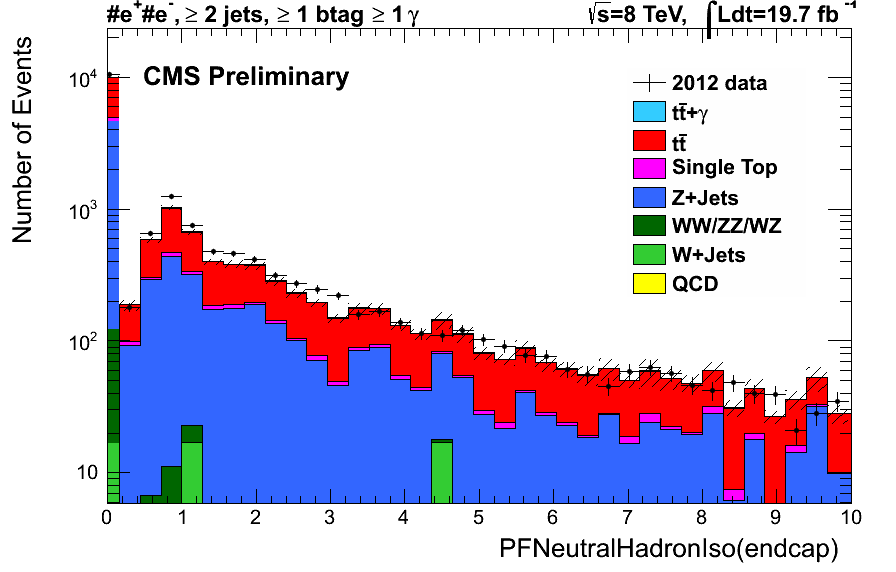 #e⁺#e⁻, ≥ 2 jets, ≥ 1 btag ≥ 1 γ
√s=8 TeV, ∫Ldt=19.7 fb⁻¹
CMS Preliminary
2012 data
tt̄+γ
tt̄
Single Top
Z+Jets
WW/ZZ/WZ
W+Jets
QCD
Number of Events
10⁴
10³
10²
10
0 1 2 3 4 5 6 7 8 9 10
PFNeutralHadronIso(endcap)